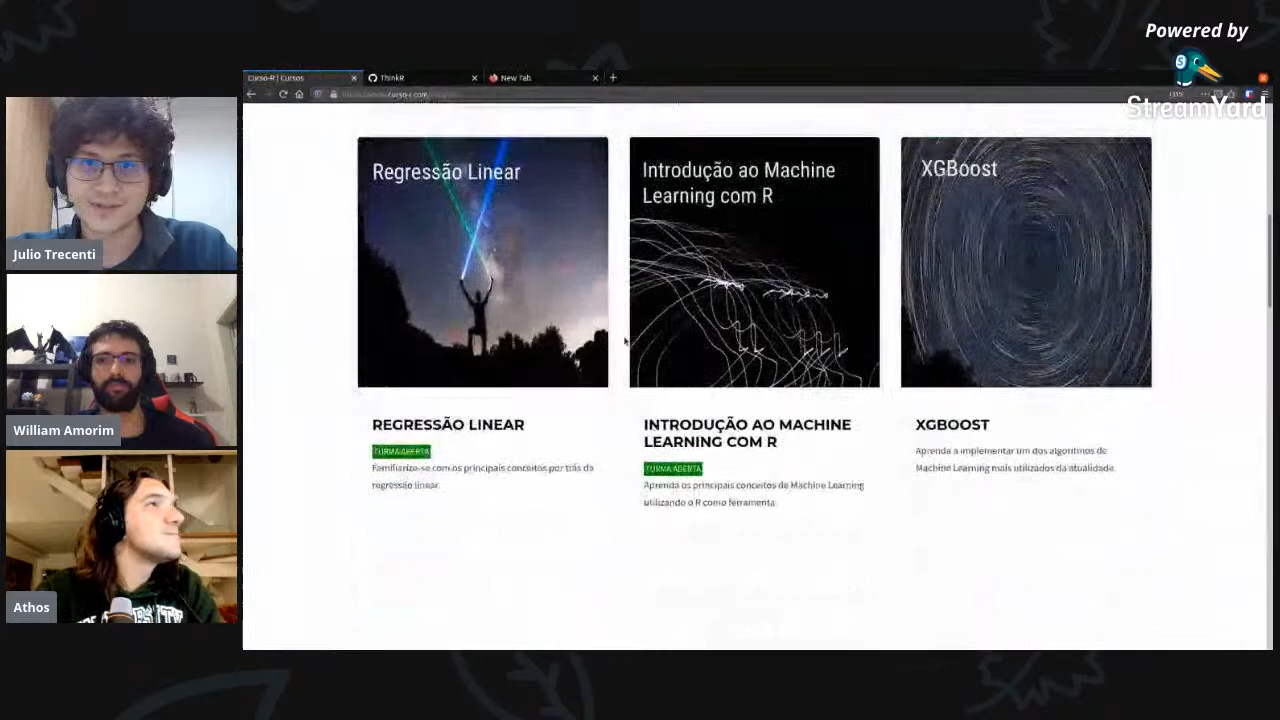 Powered by
StreamYard
Curso-R | Cursos
ThinkR
New Tab
curso-r.com
Julio Trecenti
William Amorim
Athos
Regressão Linear
Introdução ao Machine
Learning com R
XGBoost
REGRESSÃO LINEAR
TURMA ABERTA
Familiarize-se com os principais conceitos por trás da
regressão linear.
INTRODUÇÃO AO MACHINE
LEARNING COM R
TURMA ABERTA
Aprenda os principais conceitos de Machine Learning
utilizando o R como ferramenta.
XGBOOST
Aprenda a implementar um dos algoritmos de
Machine Learning mais utilizados da atualidade.